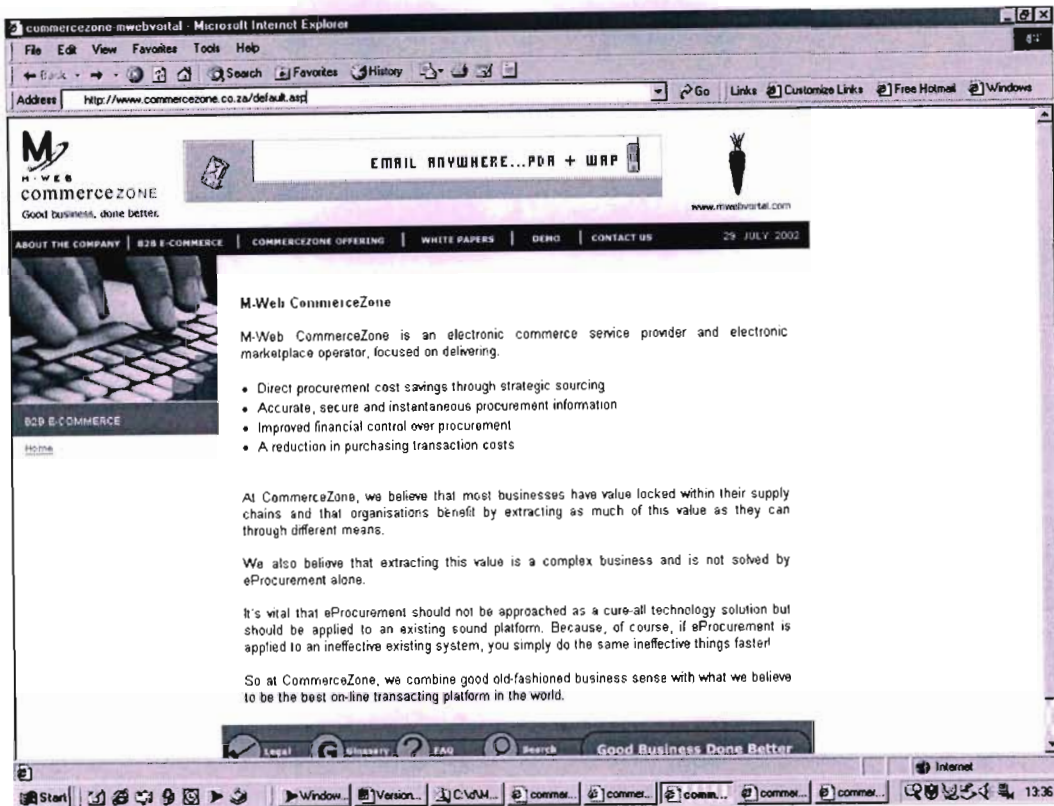 commercezone-mwebvortal - Microsoft Internet Explorer
File Edit View Favorites Tools Help
Back Search Favorites History
Address http://www.commercezone.co.za/default.asp Go Links Customize Links Free Hotmail Windows
M
M·WEB
commerceZONE
Good business, done better.
EMAIL ANYWHERE...PDA + WAP
www.mwebvortal.com
ABOUT THE COMPANY | B2B E-COMMERCE | COMMERCEZONE OFFERING | WHITE PAPERS | DEMO | CONTACT US 29 JULY 2002
M-Web CommerceZone
M-Web CommerceZone is an electronic commerce service provider and electronic
marketplace operator, focused on delivering.
• Direct procurement cost savings through strategic sourcing
• Accurate, secure and instantaneous procurement information
• Improved financial control over procurement
• A reduction in purchasing transaction costs
B2B E-COMMERCE
Home
At CommerceZone, we believe that most businesses have value locked within their supply
chains and that organisations benefit by extracting as much of this value as they can
through different means.
We also believe that extracting this value is a complex business and is not solved by
eProcurement alone.
It's vital that eProcurement should not be approached as a cure-all technology solution but
should be applied to an existing sound platform. Because, of course, if eProcurement is
applied to an ineffective existing system, you simply do the same ineffective things faster!
So at CommerceZone, we combine good old-fashioned business sense with what we believe
to be the best on-line transacting platform in the world.
Legal G Glossary ? FAQ Search Good Business Done Better
Internet
Start Window... Version... C:\d\M... commer... commer... comm... commer... commer... 13:36